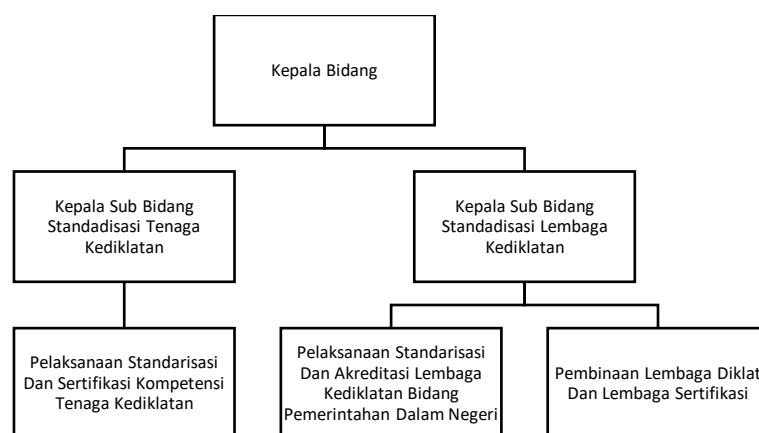 Kepala Bidang
Kepala Sub Bidang
Standadisasi Tenaga
Kediklatan
Kepala Sub Bidang
Standadisasi Lembaga
Kediklatan
Pelaksanaan Standarisasi
Dan Sertifikasi Kompetensi
Tenaga Kediklatan
Pelaksanaan Standarisasi
Dan Akreditasi Lembaga
Kediklatan Bidang
Pemerintahan Dalam Negeri
Pembinaan Lembaga Diklat
Dan Lembaga Sertifikasi